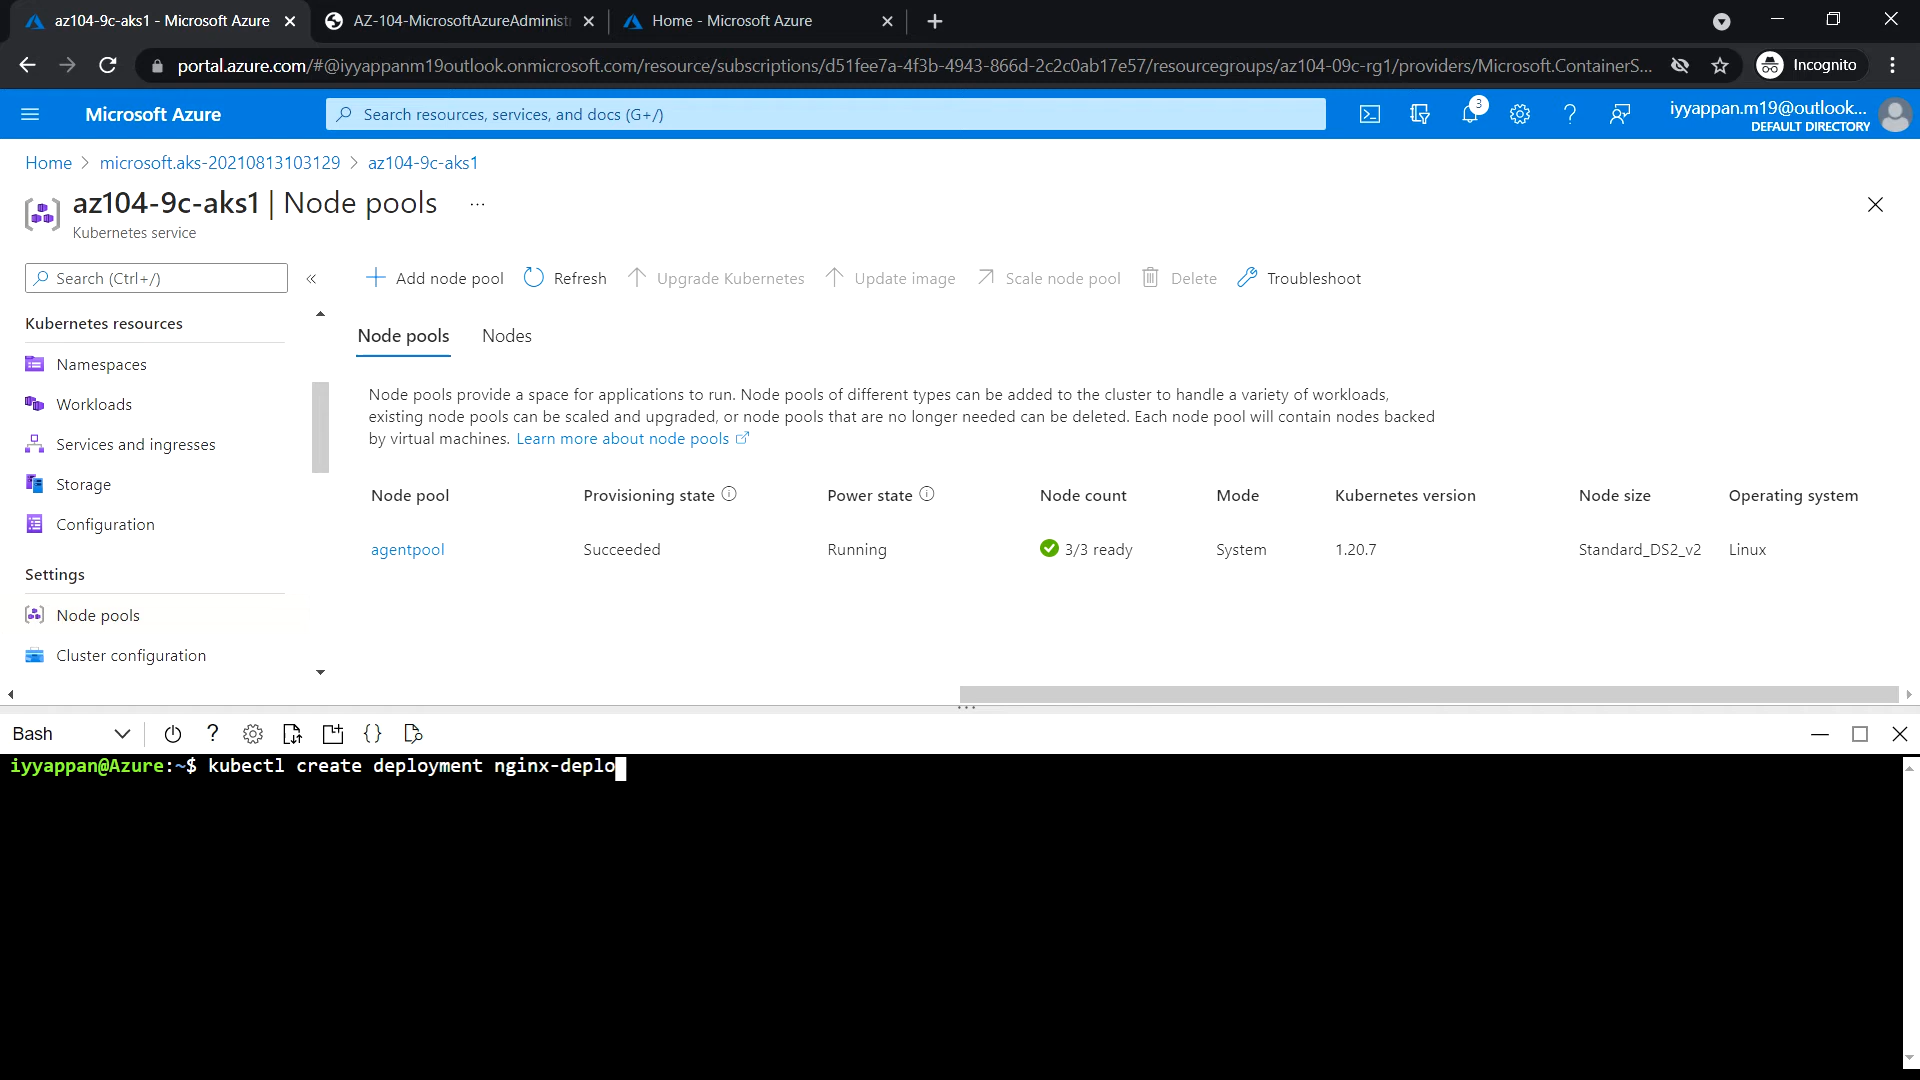 az104-9c-aks1 - Microsoft Azure
AZ-104-MicrosoftAzureAdminist
Home - Microsoft Azure
portal.azure.com/#@iyyappanm19outlook.onmicrosoft.com/resource/subscriptions/d51fee7a-4f3b-4943-866d-2c2c0ab17e57/resourcegroups/az104-09c-rg1/providers/Microsoft.ContainerS...
Incognito
Microsoft Azure
Search resources, services, and docs (G+/)
3
iyyappan.m19@outlook...
DEFAULT DIRECTORY
Home > microsoft.aks-20210813103129 > az104-9c-aks1
az104-9c-aks1 | Node pools ...
Kubernetes service
Search (Ctrl+/)
«
Add node pool
Refresh
Upgrade Kubernetes
Update image
Scale node pool
Delete
Troubleshoot
Kubernetes resources
Namespaces
Workloads
Services and ingresses
Storage
Configuration
Settings
Node pools
Cluster configuration
Node pools
Nodes
Node pools provide a space for applications to run. Node pools of different types can be added to the cluster to handle a variety of workloads,
existing node pools can be scaled and upgraded, or node pools that are no longer needed can be deleted. Each node pool will contain nodes backed
by virtual machines. Learn more about node pools
Node pool Provisioning state Power state Node count Mode Kubernetes version Node size Operating system
agentpool Succeeded Running 3/3 ready System 1.20.7 Standard_DS2_v2 Linux
Bash
iyyappan@Azure:~$ kubectl create deployment nginx-deplo